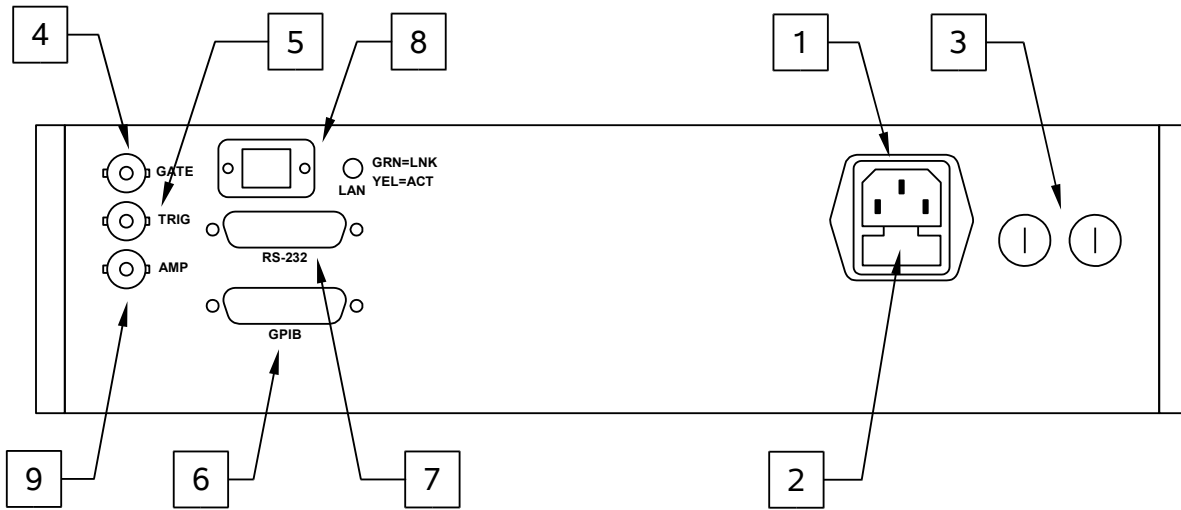 4
5
8
1
3
GATE
GRN=LNK
LAN
YEL=ACT
TRIG
RS-232
AMP
GPIB
9
6
7
2